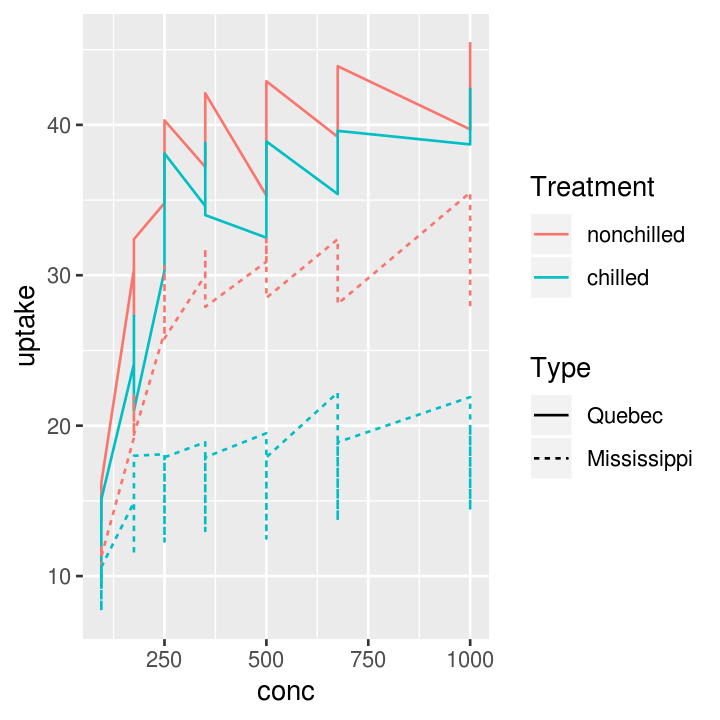 uptake
40
30
20
10
250
500
750
1000
conc
Treatment
nonchilled
chilled
Type
Quebec
Mississippi